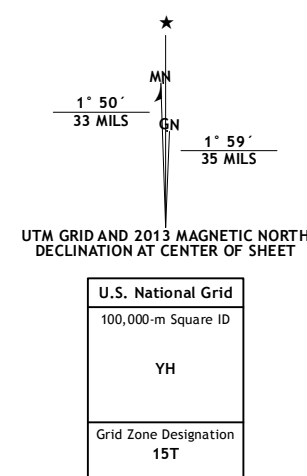 ★
MN
1° 50´
33 MILS
GN
1° 59´
35 MILS
UTM GRID AND 2013 MAGNETIC NORTH
DECLINATION AT CENTER OF SHEET
U.S. National Grid
100,000-m Square ID
YH
Grid Zone Designation
15T